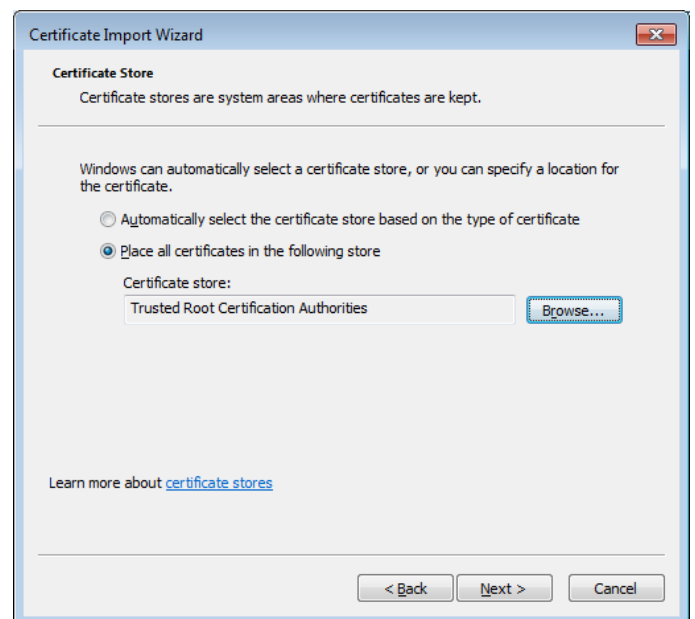 Certificate Import Wizard
Certificate Store
Certificate stores are system areas where certificates are kept.
Windows can automatically select a certificate store, or you can specify a location for
the certificate.
Automatically select the certificate store based on the type of certificate
Place all certificates in the following store
Certificate store:
Trusted Root Certification Authorities
Browse...
Learn more about certificate stores
< Back
Next >
Cancel